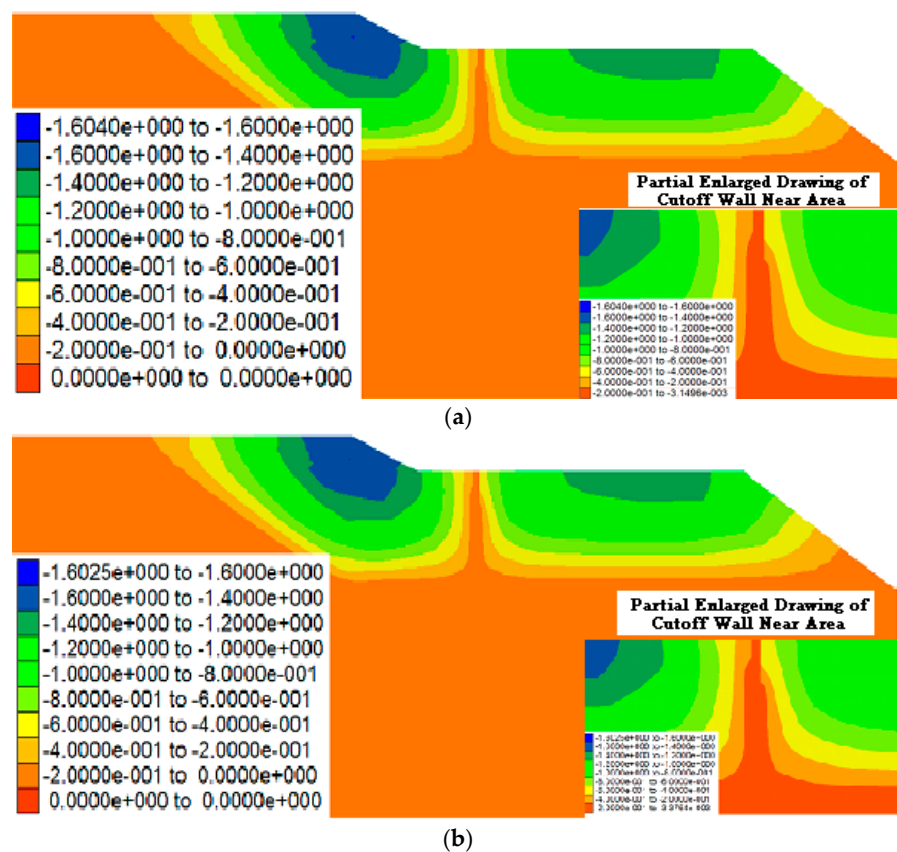 -1.6040e+000 to -1.6000e+000
-1.6000e+000 to -1.4000e+000
-1.4000e+000 to -1.2000e+000
-1.2000e+000 to -1.0000e+000
-1.0000e+000 to -8.0000e-001
-8.0000e-001 to -6.0000e-001
-6.0000e-001 to -4.0000e-001
-4.0000e-001 to -2.0000e-001
-2.0000e-001 to 0.0000e+000
0.0000e+000 to 0.0000e+000
Partial Enlarged Drawing of
Cutoff Wall Near Area
-1.6040e+000 to -1.6000e+000
-1.6000e+000 to -1.4000e+000
-1.4000e+000 to -1.2000e+000
-1.2000e+000 to -1.0000e+000
-1.0000e+000 to -8.0000e-001
-8.0000e-001 to -6.0000e-001
-6.0000e-001 to -4.0000e-001
-4.0000e-001 to -2.0000e-001
-2.0000e-001 to -3.1496e-003
(a)
-1.6025e+000 to -1.6000e+000
-1.6000e+000 to -1.4000e+000
-1.4000e+000 to -1.2000e+000
-1.2000e+000 to -1.0000e+000
-1.0000e+000 to -8.0000e-001
-8.0000e-001 to -6.0000e-001
-6.0000e-001 to -4.0000e-001
-4.0000e-001 to -2.0000e-001
-2.0000e-001 to 0.0000e+000
0.0000e+000 to 0.0000e+000
Partial Enlarged Drawing of
Cutoff Wall Near Area
(b)